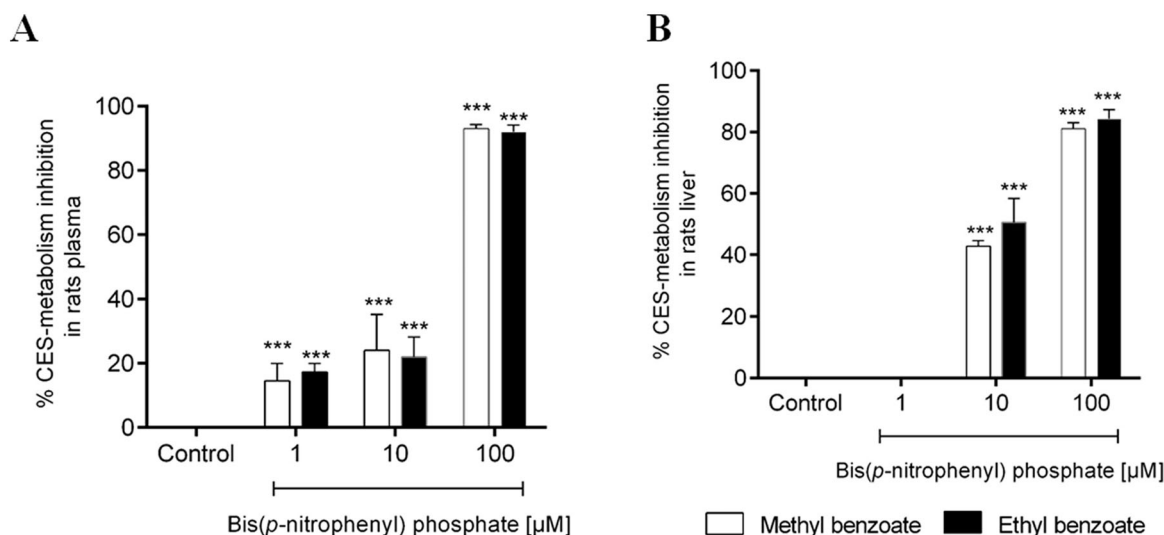 A
% CES-metabolism inhibition
in rats plasma
100
80
60
40
20
0
***
***
***
***
***
***
Control
1
10
100
Bis(p-nitrophenyl) phosphate [µM]
B
% CES-metabolism inhibition
in rats liver
100
80
60
40
20
0
***
***
***
***
Control
1
10
100
Bis(p-nitrophenyl) phosphate [µM]
Methyl benzoate
Ethyl benzoate